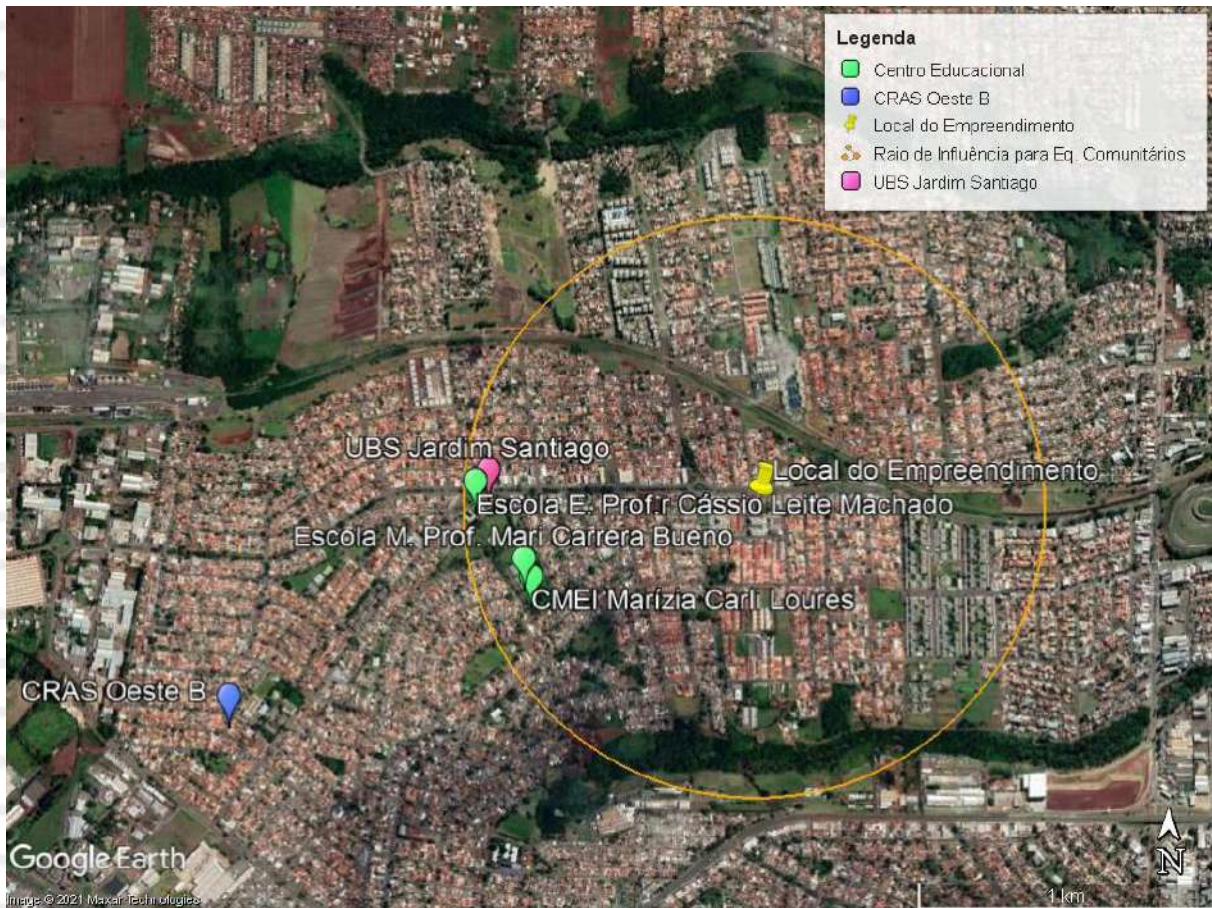 Legenda
Centro Educacional
CRAS Oeste B
Local do Empreendimento
Raio de Influência para Eq. Comunitários
UBS Jardim Santiago
UBS Jardim Santiago
Local do Empreendimento
Escola E. Prof.r Cássio Leite Machado
Escola M. Prof. Mari Carrera Bueno
CMEI Marízia Carli Loures
CRAS Oeste B
Google Earth
N
Image © 2021 Maxar Technologies
1 km